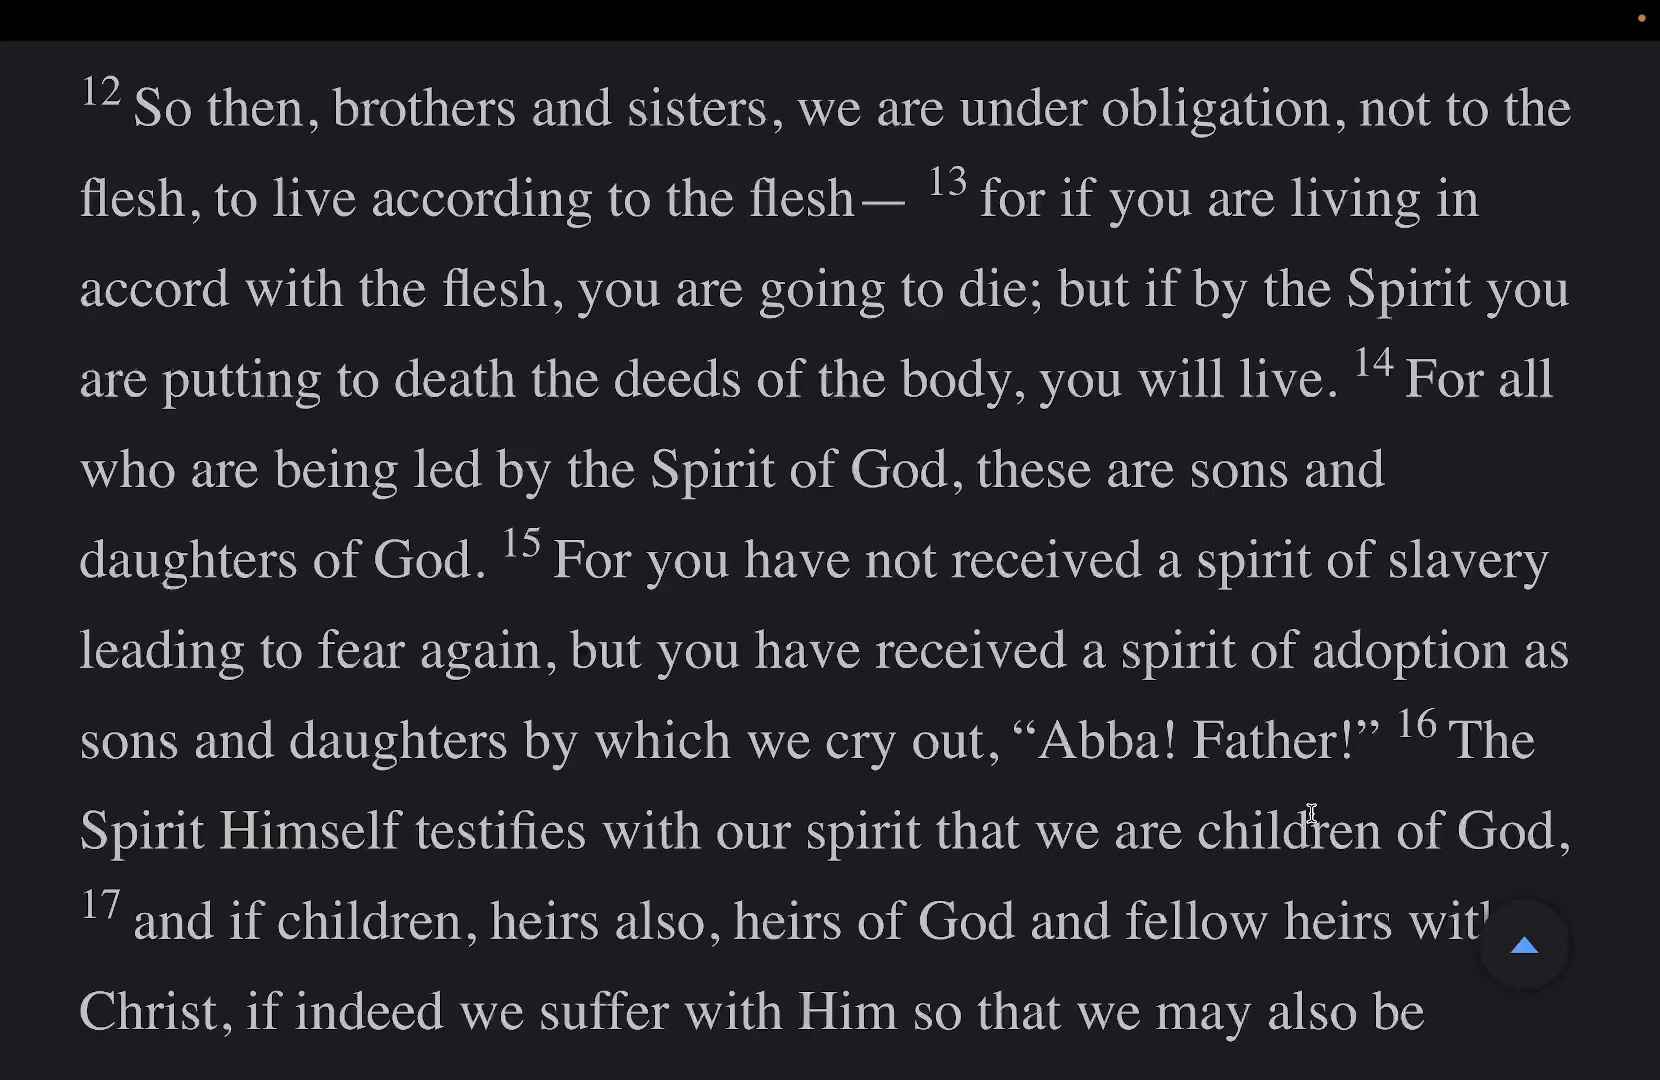 12 So then, brothers and sisters, we are under obligation, not to the
flesh, to live according to the flesh— 13 for if you are living in
accord with the flesh, you are going to die; but if by the Spirit you
are putting to death the deeds of the body, you will live. 14 For all
who are being led by the Spirit of God, these are sons and
daughters of God. 15 For you have not received a spirit of slavery
leading to fear again, but you have received a spirit of adoption as
sons and daughters by which we cry out, “Abba! Father!” 16 The
Spirit Himself testifies with our spirit that we are children of God,
17 and if children, heirs also, heirs of God and fellow heirs with
Christ, if indeed we suffer with Him so that we may also be